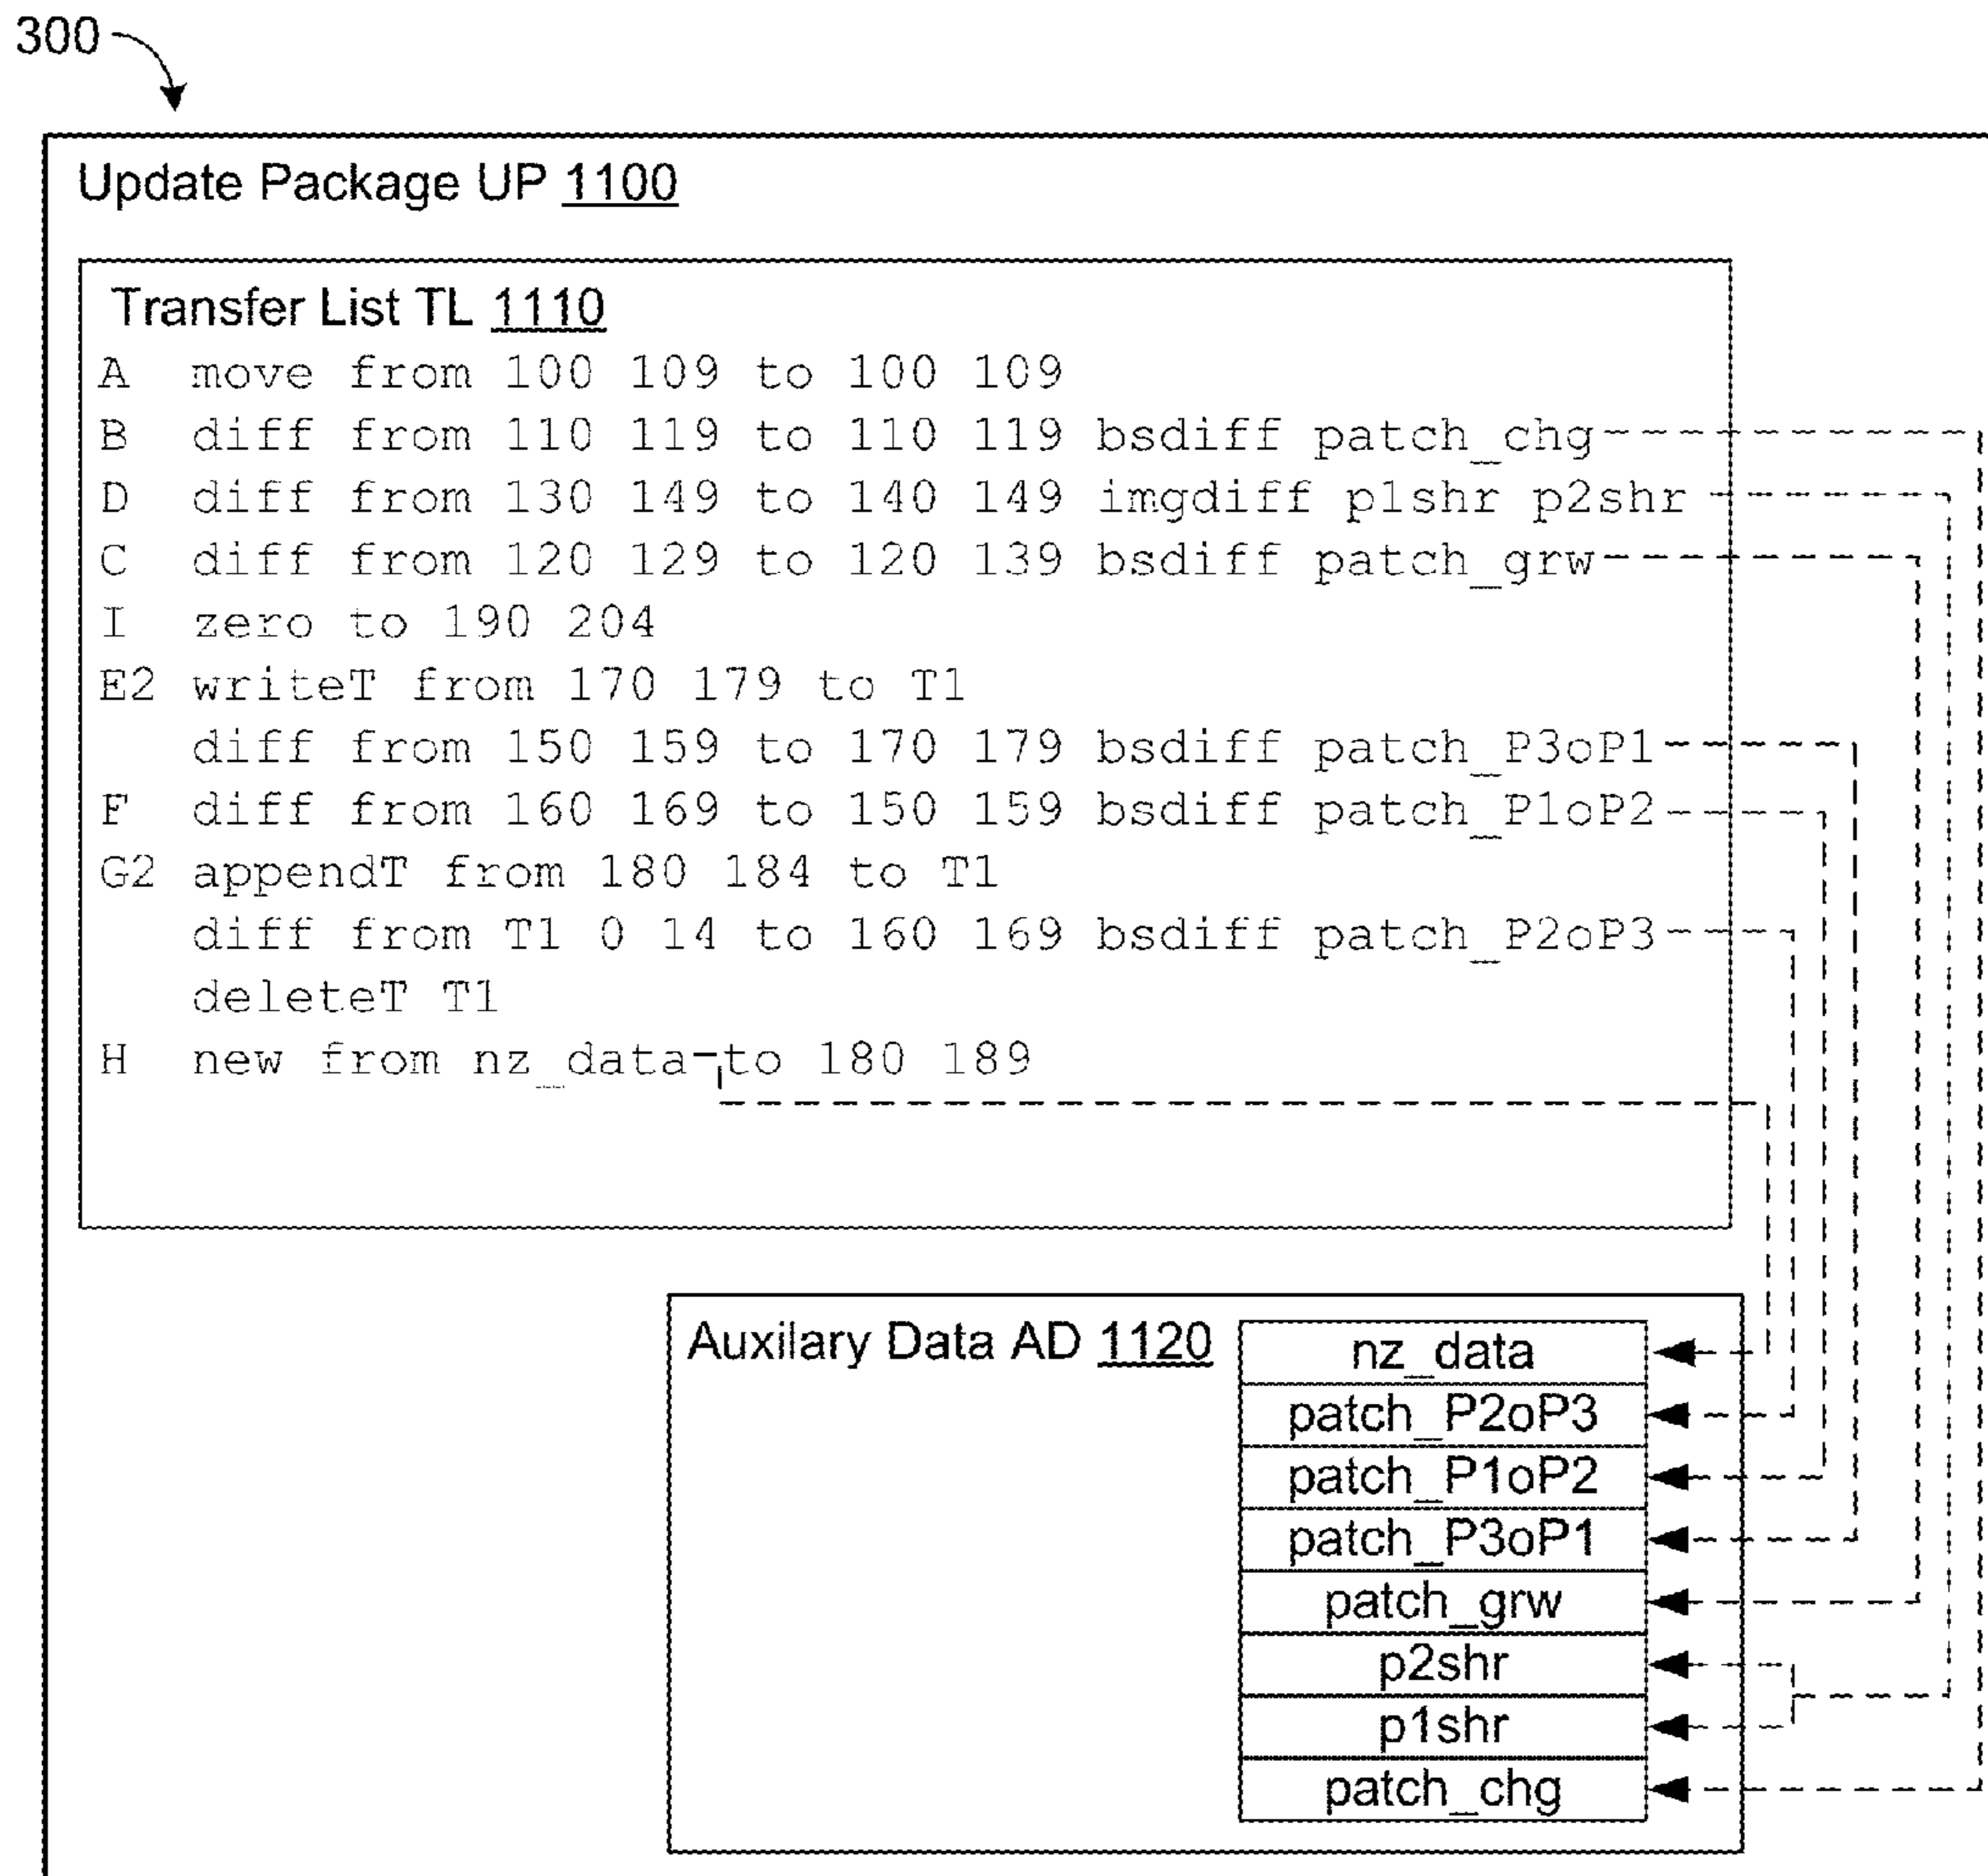 300
Update Package UP 1100
Transfer List TL 1110
A move from 100 109 to 100 109
B diff from 110 119 to 110 119 bsdiff patch_chg
D diff from 130 149 to 140 149 imgdiff p1shr p2shr
C diff from 120 129 to 120 139 bsdiff patch_grw
I zero to 190 204
E2 writeT from 170 179 to T1
diff from 150 159 to 170 179 bsdiff patch_P3oP1
F diff from 160 169 to 150 159 bsdiff patch_P1oP2
G2 appendT from 180 184 to T1
diff from T1 0 14 to 160 169 bsdiff patch_P2oP3
deleteT T1
H new from nz_data to 180 189
Auxilary Data AD 1120
nz_data
patch_P2oP3
patch_P1oP2
patch_P3oP1
patch_grw
p2shr
p1shr
patch_chg